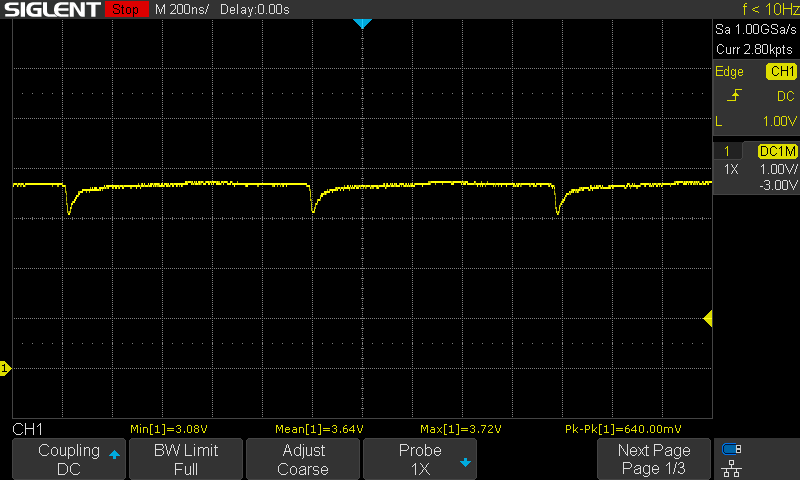 SIGLENT Stop M 200ns/ Delay:0.00s f < 10Hz
Sa 1.00GSa/s
Curr 2.80kpts
Edge CH1
DC
L 1.00V
1 DC1M
1X 1.00V/
-3.00V
1
CH1 Min[1]=3.08V Mean[1]=3.64V Max[1]=3.72V Pk-Pk[1]=640.00mV
Coupling BW Limit Adjust Probe Next Page
DC Full Coarse 1X Page 1/3